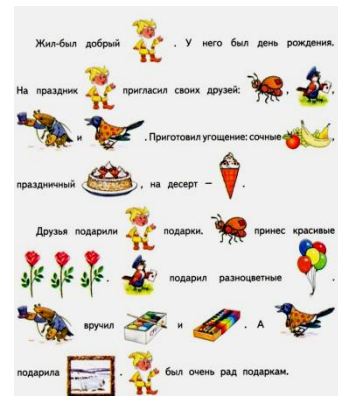 Жил-был добрый . У него был день рождения.
На праздник пригласил своих друзей: ,
и . Приготовил угощение: сочные ,
праздничный , на десерт – .
Друзья подарили подарки. принес красивые
. подарил разноцветные .
вручил и . А
подарила . был очень рад подаркам.